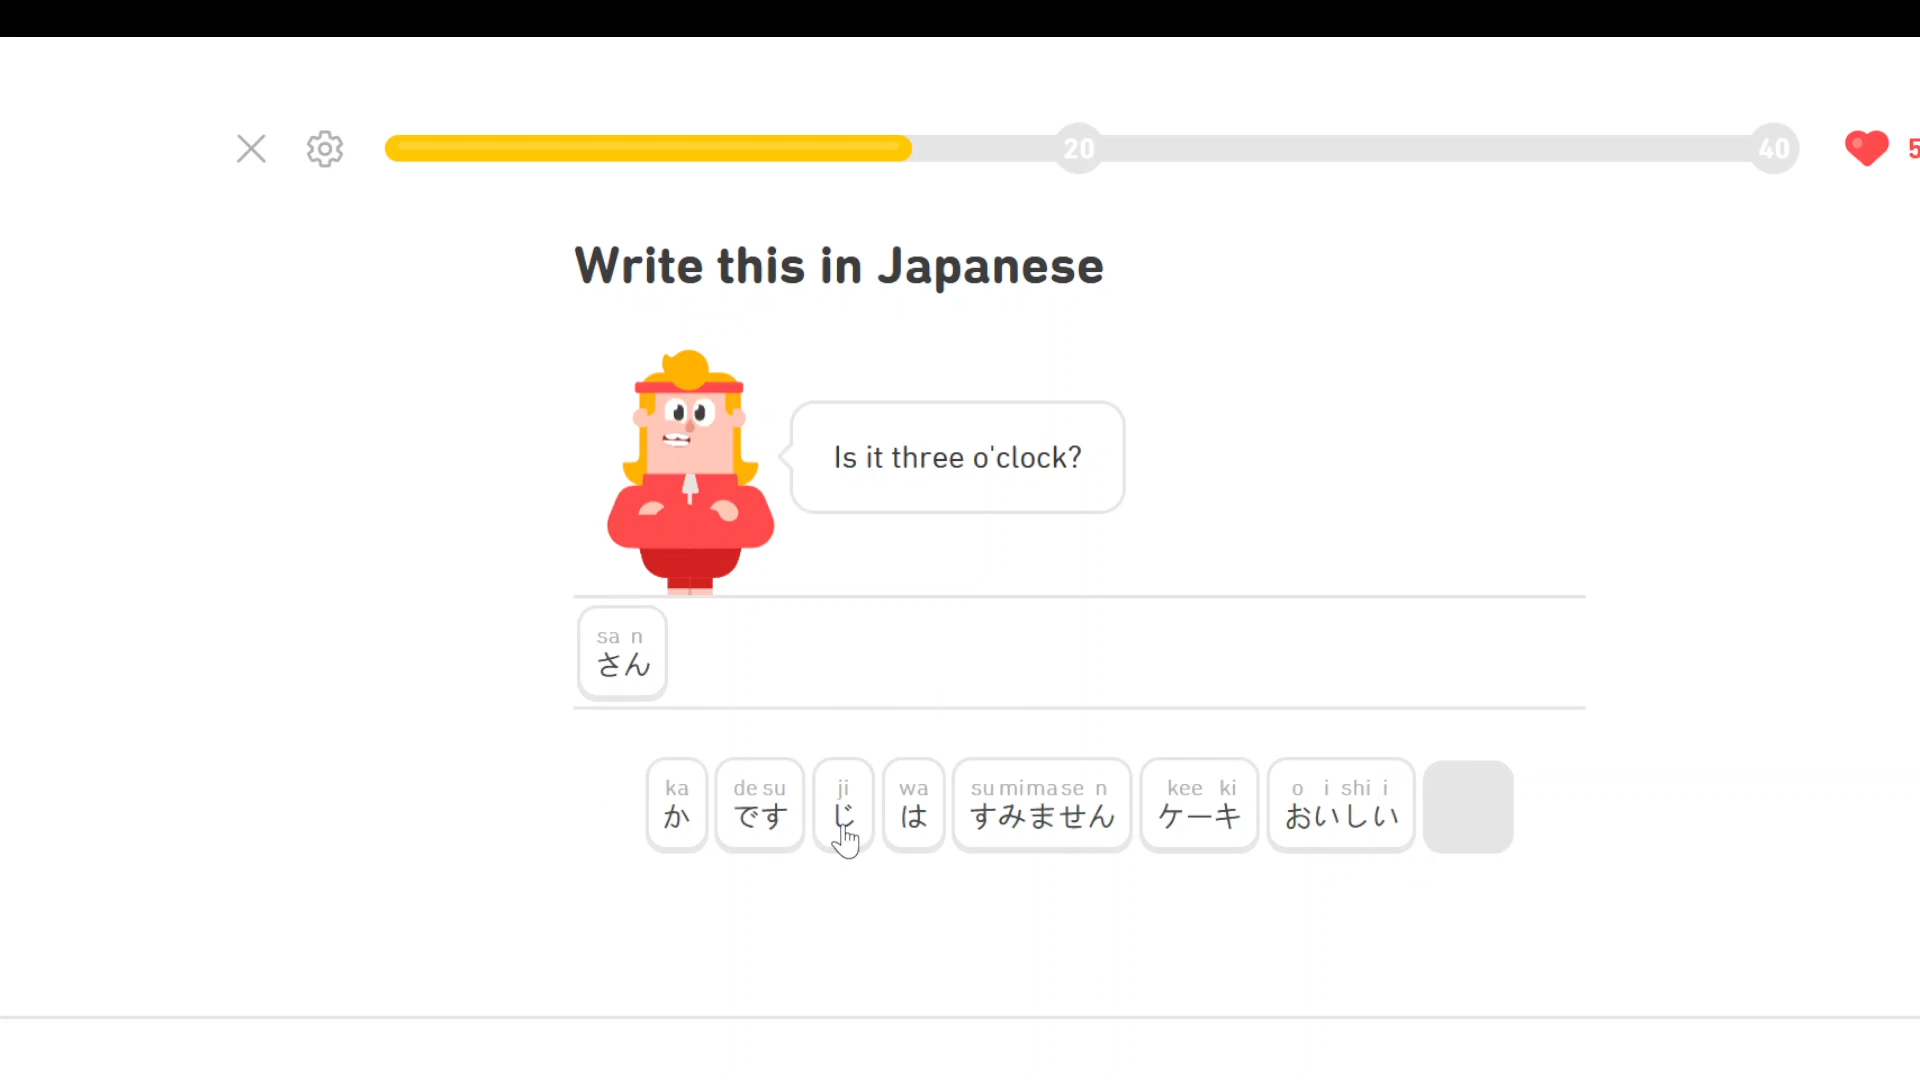 20
40
5
Write this in Japanese
Is it three o'clock?
sa n
さん
ka de su ji wa su mi ma se n kee ki o i shi i
か です じ は すみません ケーキ おいしい